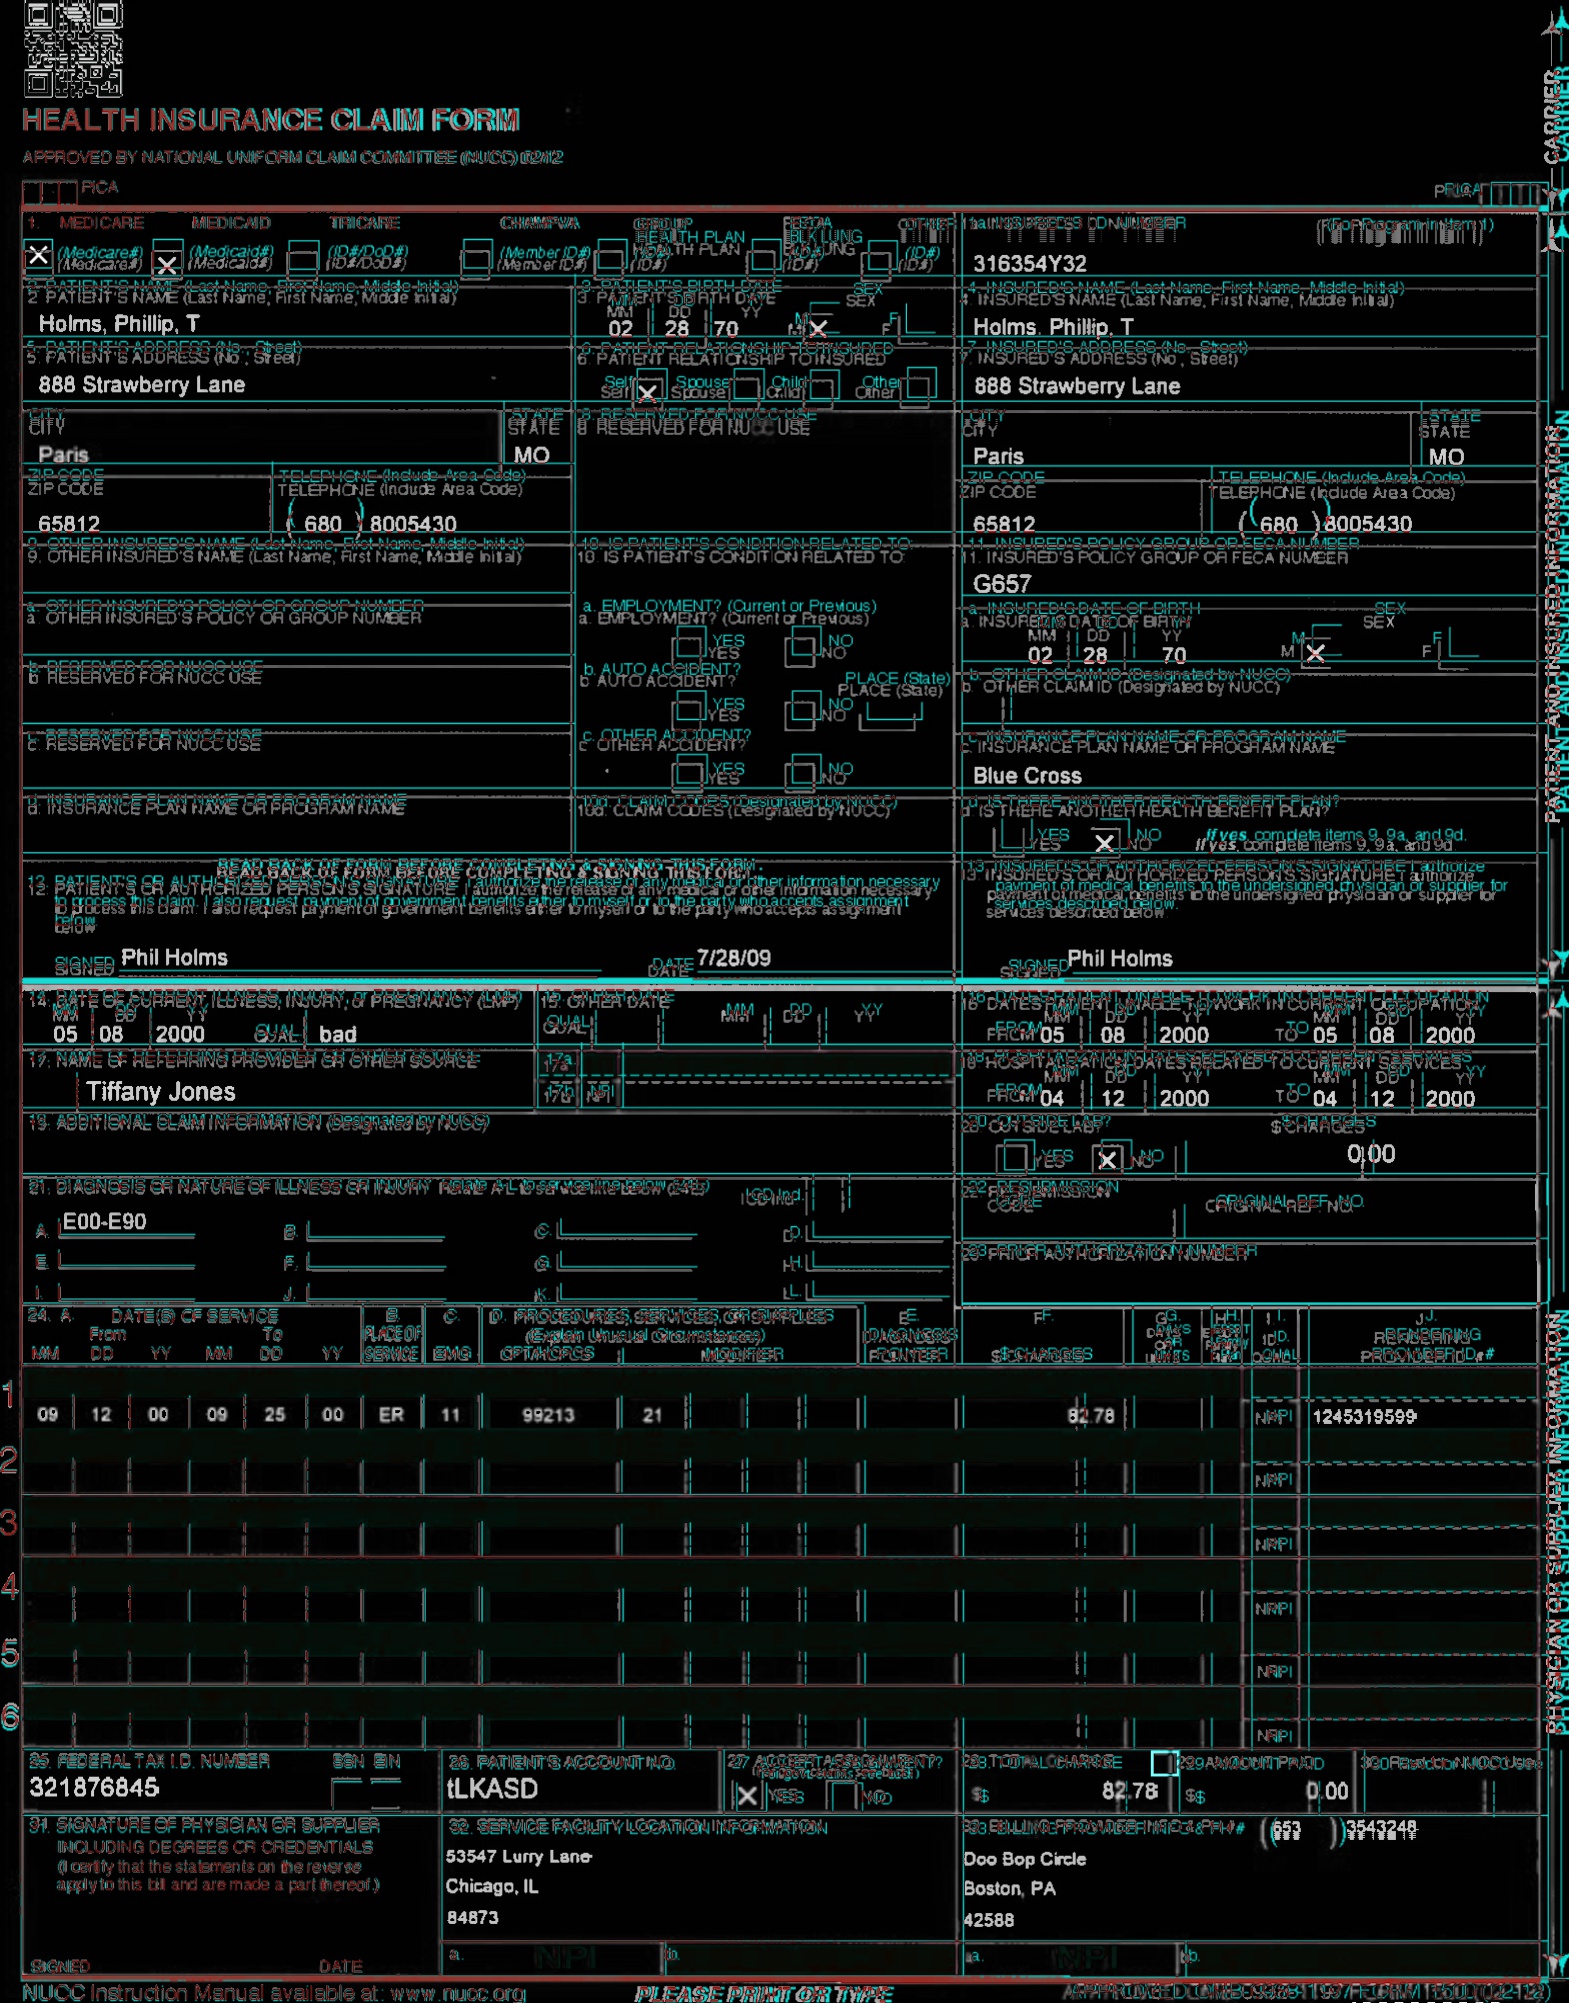 HEALTH INSURANCE CLAIM FORM
APPROVED BY NATIONAL UNIFORM CLAIM COMMITTEE (NUCC) 02/12
PICA
PICA
CARRIER
1. MEDICARE MEDICAID TRICARE CHAMPVA GROUP HEALTH PLAN FECA BLK LUNG OTHER
(Medicare#) (Medicaid#) (ID#/DoD#) (Member ID#) (ID#) (ID#) (ID#)
1a. INSURED'S I.D. NUMBER (For Program in Item 1)
316354Y32
2. PATIENT'S NAME (Last Name, First Name, Middle Initial)
Holms, Phillip, T
3. PATIENT'S BIRTH DATE SEX
MM DD YY
02 28 70 M X F
4. INSURED'S NAME (Last Name, First Name, Middle Initial)
Holms, Phillip, T
5. PATIENT'S ADDRESS (No., Street)
888 Strawberry Lane
6. PATIENT RELATIONSHIP TO INSURED
Self X Spouse Child Other
7. INSURED'S ADDRESS (No., Street)
888 Strawberry Lane
CITY STATE
Paris MO
8. RESERVED FOR NUCC USE
CITY STATE
Paris MO
ZIP CODE TELEPHONE (Include Area Code)
65812 ( 680 ) 8005430
ZIP CODE TELEPHONE (Include Area Code)
65812 ( 680 ) 8005430
9. OTHER INSURED'S NAME (Last Name, First Name, Middle Initial)
10. IS PATIENT'S CONDITION RELATED TO:
11. INSURED'S POLICY GROUP OR FECA NUMBER
G657
a. OTHER INSURED'S POLICY OR GROUP NUMBER
a. EMPLOYMENT? (Current or Previous)
YES NO
a. INSURED'S DATE OF BIRTH SEX
MM DD YY
02 28 70 M X F
b. RESERVED FOR NUCC USE
b. AUTO ACCIDENT? PLACE (State)
YES NO
b. OTHER CLAIM ID (Designated by NUCC)
c. RESERVED FOR NUCC USE
c. OTHER ACCIDENT?
YES NO
c. INSURANCE PLAN NAME OR PROGRAM NAME
Blue Cross
d. INSURANCE PLAN NAME OR PROGRAM NAME
10d. CLAIM CODES (Designated by NUCC)
d. IS THERE ANOTHER HEALTH BENEFIT PLAN?
YES X NO If yes, complete items 9, 9a, and 9d.
READ BACK OF FORM BEFORE COMPLETING & SIGNING THIS FORM.
12. PATIENT'S OR AUTHORIZED PERSON'S SIGNATURE I authorize the release of any medical or other information necessary
to process this claim. I also request payment of government benefits either to myself or to the party who accepts assignment
below.
SIGNED Phil Holms DATE 7/28/09
13. INSURED'S OR AUTHORIZED PERSON'S SIGNATURE I authorize
payment of medical benefits to the undersigned physician or supplier for
services described below.
SIGNED Phil Holms
PATIENT AND INSURED INFORMATION
14. DATE OF CURRENT ILLNESS, INJURY, or PREGNANCY (LMP)
MM DD YY
05 08 2000 QUAL. bad
15. OTHER DATE
QUAL. MM DD YY
16. DATES PATIENT UNABLE TO WORK IN CURRENT OCCUPATION
MM DD YY MM DD YY
FROM 05 08 2000 TO 05 08 2000
17. NAME OF REFERRING PROVIDER OR OTHER SOURCE
Tiffany Jones
17a.
17b. NPI
18. HOSPITALIZATION DATES RELATED TO CURRENT SERVICES
MM DD YY MM DD YY
FROM 04 12 2000 TO 04 12 2000
19. ADDITIONAL CLAIM INFORMATION (Designated by NUCC)
20. OUTSIDE LAB? $ CHARGES
YES X NO 0.00
21. DIAGNOSIS OR NATURE OF ILLNESS OR INJURY Relate A-L to service line below (24E) ICD Ind.
A. E00-E90 B. C. D.
E. F. G. H.
I. J. K. L.
22. RESUBMISSION CODE ORIGINAL REF. NO.
23. PRIOR AUTHORIZATION NUMBER
24. A. DATE(S) OF SERVICE B. C. D. PROCEDURES, SERVICES, OR SUPPLIES E. F. G. H. I. J.
From To PLACE OF (Explain Unusual Circumstances) DIAGNOSIS DAYS OR UNITS ID. RENDERING
MM DD YY MM DD YY SERVICE EMG CPT/HCPCS MODIFIER POINTER $ CHARGES QUAL. PROVIDER ID. #
1
09 12 00 09 25 00 ER 11 99213 21 82.78 NPI 1245319599
2
NPI
3
NPI
4
NPI
5
NPI
6
NPI
PHYSICIAN OR SUPPLIER INFORMATION
25. FEDERAL TAX I.D. NUMBER SSN EIN
321876845
26. PATIENT'S ACCOUNT NO.
tLKASD
27. ACCEPT ASSIGNMENT?
X YES NO
28. TOTAL CHARGE
$ 82.78
29. AMOUNT PAID
$ 0.00
30. Rsvd for NUCC Use
31. SIGNATURE OF PHYSICIAN OR SUPPLIER
INCLUDING DEGREES OR CREDENTIALS
(I certify that the statements on the reverse
apply to this bill and are made a part thereof.)
SIGNED DATE
32. SERVICE FACILITY LOCATION INFORMATION
53547 Lurry Lane
Chicago, IL
84873
a. NPI b.
33. BILLING PROVIDER INFO & PH # ( 653 ) 3543248
Doo Bop Circle
Boston, PA
42588
a. NPI b.
NUCC Instruction Manual available at: www.nucc.org
PLEASE PRINT OR TYPE